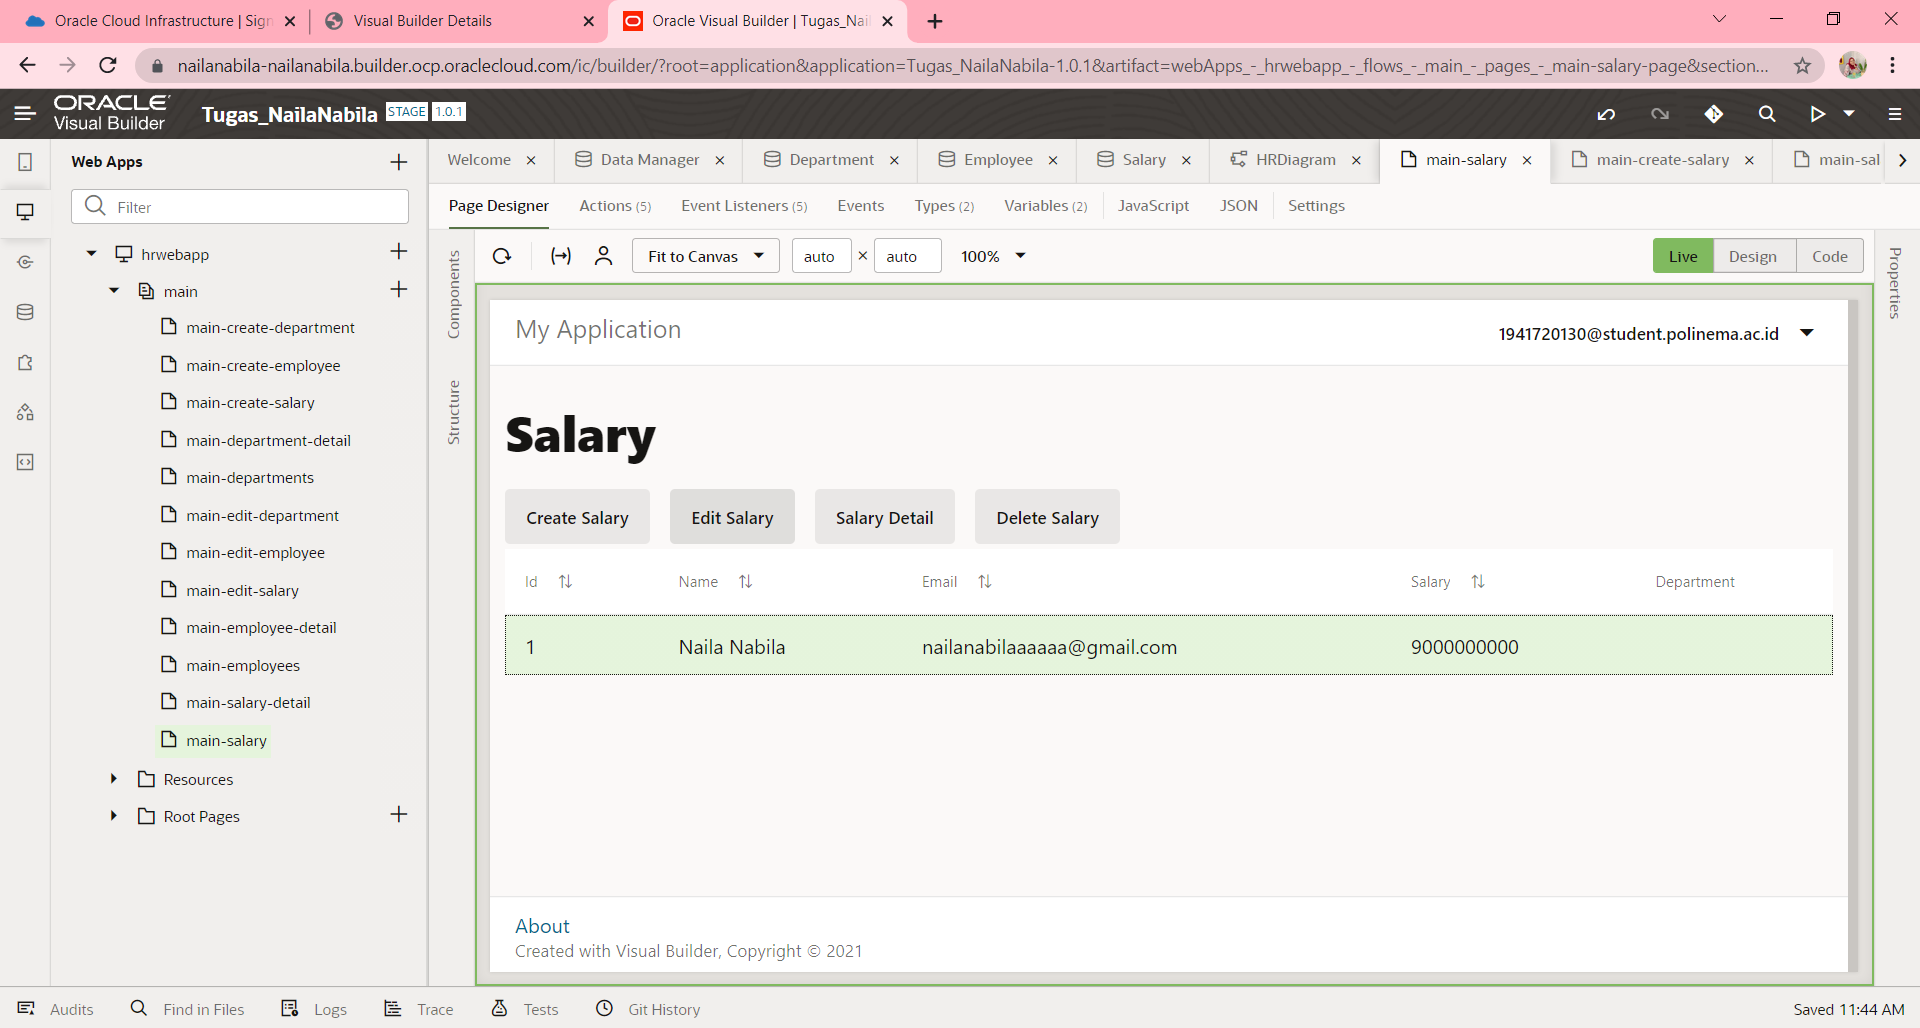 Oracle Cloud Infrastructure | Sign
Visual Builder Details
Oracle Visual Builder | Tugas_Nail
nailanabila-nailanabila.builder.ocp.oraclecloud.com/ic/builder/?root=application&application=Tugas_NailaNabila-1.0.1&artifact=webApps_-_hrwebapp_-_flows_-_main_-_pages_-_main-salary-page&section...
ORACLE
Visual Builder
Tugas_NailaNabila STAGE 1.0.1
Web Apps
Filter
hrwebapp
main
main-create-department
main-create-employee
main-create-salary
main-department-detail
main-departments
main-edit-department
main-edit-employee
main-edit-salary
main-employee-detail
main-employees
main-salary-detail
main-salary
Resources
Root Pages
Welcome Data Manager Department Employee Salary HRDiagram main-salary main-create-salary main-sal
Page Designer Actions (5) Event Listeners (5) Events Types (2) Variables (2) JavaScript JSON Settings
Components
Structure
Fit to Canvas auto × auto 100% Live Design Code
Properties
My Application
1941720130@student.polinema.ac.id
Salary
Create Salary Edit Salary Salary Detail Delete Salary
Id Name Email Salary Department
1 Naila Nabila nailanabilaaaaaa@gmail.com 9000000000
About
Created with Visual Builder, Copyright © 2021
Audits Find in Files Logs Trace Tests Git History Saved 11:44 AM